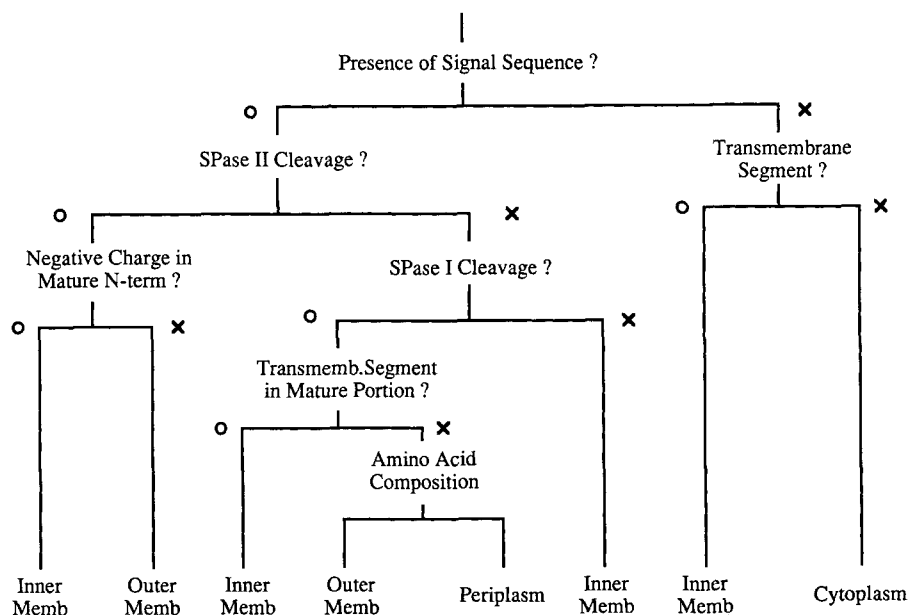 Presence of Signal Sequence ?
O
X
SPase II Cleavage ?
Transmembrane
Segment ?
O
X
O
X
Negative Charge in
Mature N-term ?
SPase I Cleavage ?
O
X
O
X
Transmemb.Segment
in Mature Portion ?
O
X
Amino Acid
Composition
Inner
Memb
Outer
Memb
Inner
Memb
Outer
Memb
Periplasm
Inner
Memb
Inner
Memb
Cytoplasm